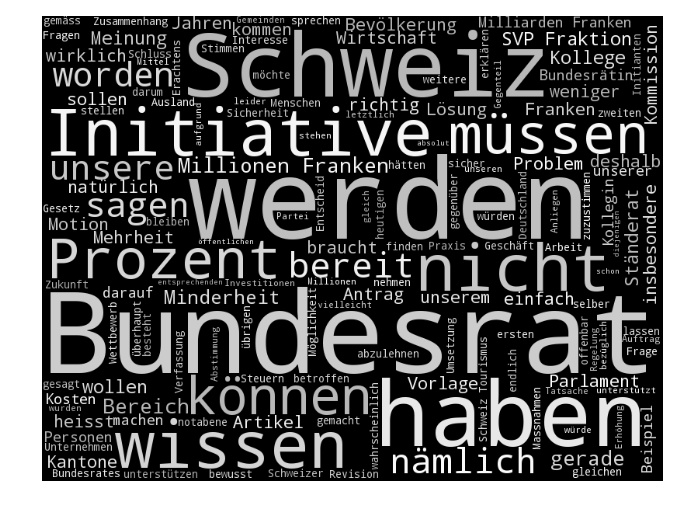 gemäss Zusammenhang Jahren Gemeinden sprechen Bevölkerung Milliarden Franken
Fragen Meinung Schluss kommen Interesse Wirtschaft erklären SVP Fraktion Initianten Kommission
wirklich Mittel Stimmen Schweiz Kollege
worden Erachtens möchte weitere Gegenteil Bundesrätin
sollen darum Ausland leider Menschen richtig Lösung weniger Franken zweiten
stellen aufgrund Sicherheit letztlich
Initiative stehen absolut müssen
unsere Millionen Franken hätten sicher unseren Problem deshalb
natürlich werden unserer
Gesetz sagen Entscheid gleich heutigen gegenüber würden Deutschland Anliegen zuzustimmen Kollegin Ständerat insbesondere
Motion bleiben Partei diejenigen
Mehrheit öffentlichen braucht finden Praxis Geschäft Arbeit
Prozent bereit nicht schon
Zukunft entsprechenden Investitionen Millionen nehmen
darauf Minderheit vielleicht Antrag unserem einfach selber
Wettbewerb überhaupt besteht Verfassung Abstimmung übrigen Möglichkeit Umsetzung ersten offenbar Regelung bezüglich lassen
Bundesrat Auftrag
abzulehnen endlich Frage
gesagt wollen Steuern betroffen Vorlage Tourismus Parlament
Kosten können Tatsache unterstützt
wurden Bereich haben
heisst machen notabene Artikel gemacht wahrscheinlich Schweiz Massnahmen würde Erhöhung Beispiel
Personen wissen
Unternehmen nämlich gerade
Kantone gleichen
Bundesrates unterstützen bewusst Schweizer Revision